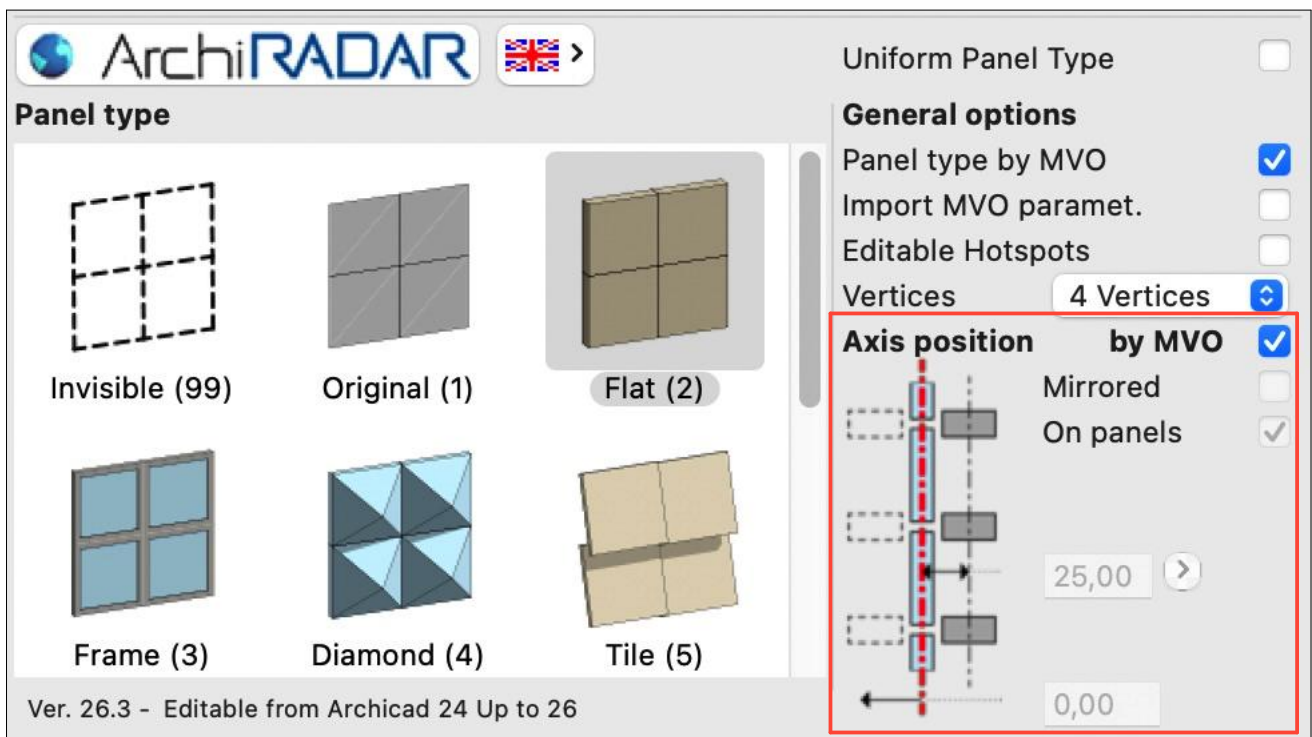 ArchiRADAR
Panel type
Invisible (99)
Original (1)
Flat (2)
Frame (3)
Diamond (4)
Tile (5)
Ver. 26.3 - Editable from Archicad 24 Up to 26
Uniform Panel Type
General options
Panel type by MVO
Import MVO paramet.
Editable Hotspots
Vertices 4 Vertices
Axis position by MVO
Mirrored
On panels
25,00
0,00